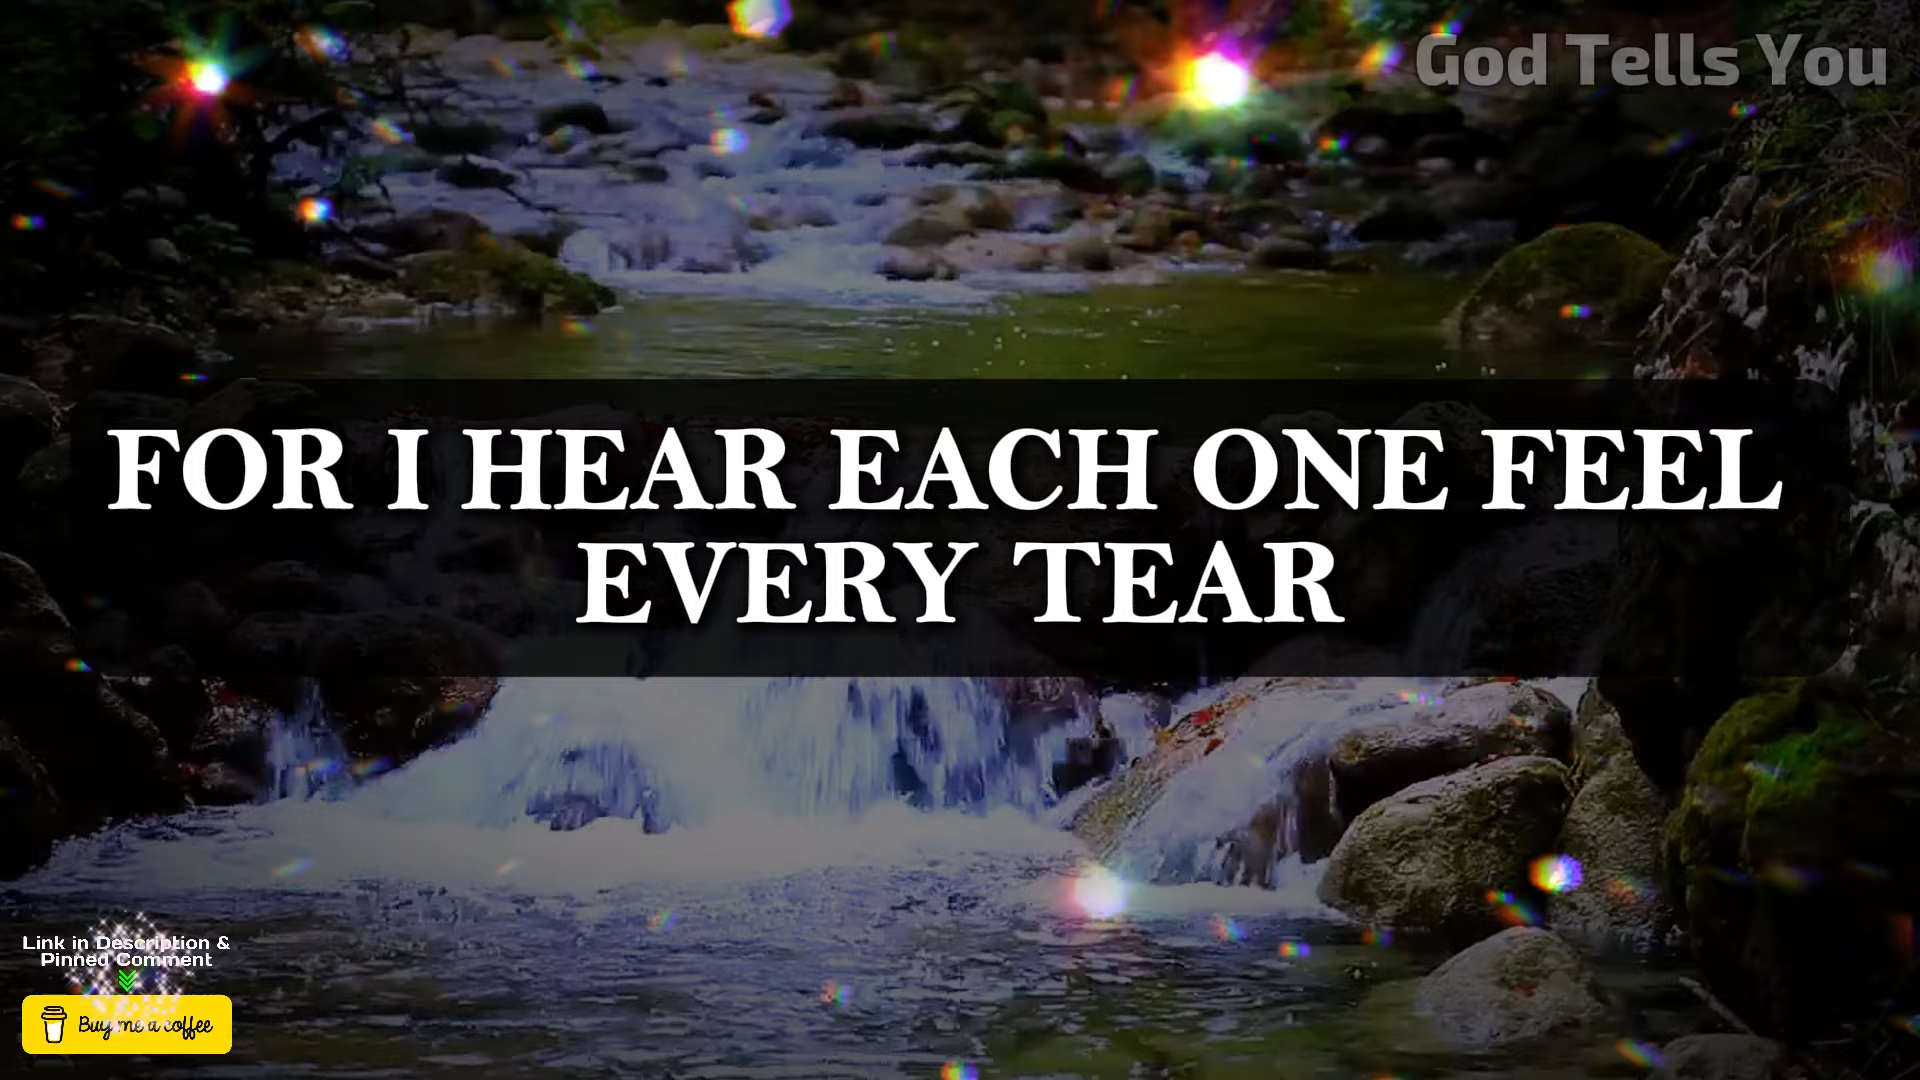 God Tells You
FOR I HEAR EACH ONE FEEL
EVERY TEAR
Link in Description &
Pinned Comment
Buy me a coffee